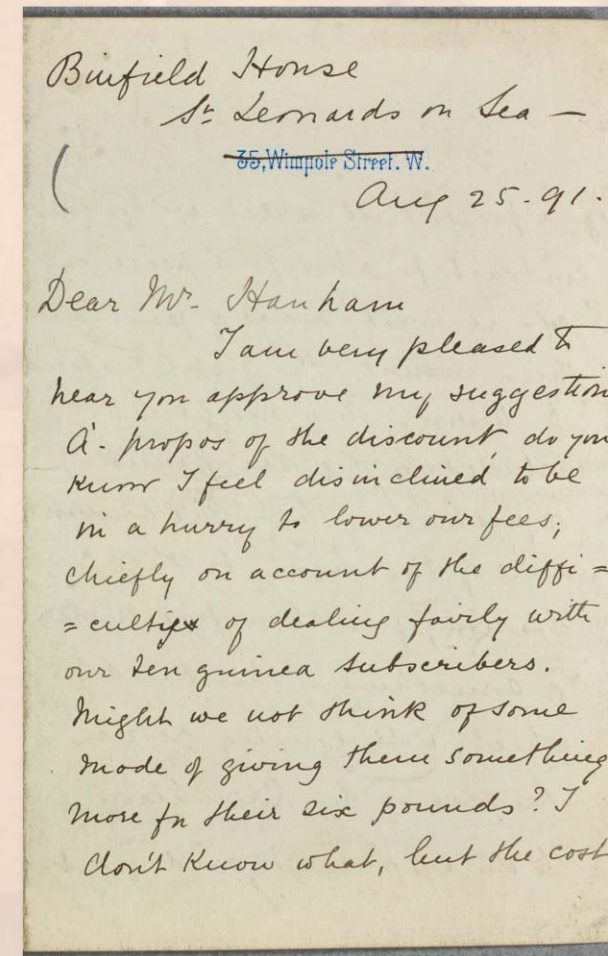 Binfield House
St. Leonards on Sea —
35, Wimpole Street. W.
Aug 25-91.
Dear Mr. Hanham
I am very pleased to
hear you approve my suggestion
À-propos of the discount, do you
know I feel disinclined to be
in a hurry to lower our fees;
chiefly on account of the diffi=
=culties of dealing fairly with
our ten guinea subscribers.
Might we not think of some
mode of giving them something
more for their six pounds? I
don't know what, but the cost